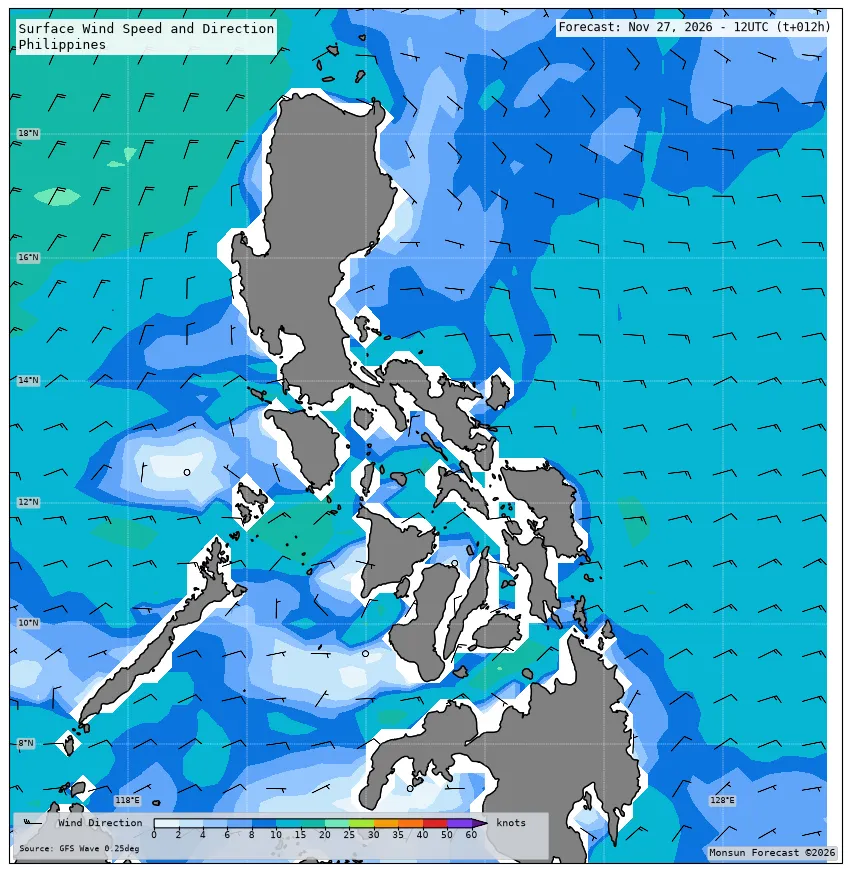 Surface Wind Speed and Direction
Philippines
Forecast: Nov 27, 2026 - 12UTC (t+012h)
18°N
16°N
14°N
12°N
10°N
8°N
118°E
128°E
Wind Direction
knots
0 2 4 6 8 10 15 20 25 30 35 40 50 60
Source: GFS Wave 0.25deg
Monsun Forecast ©2026